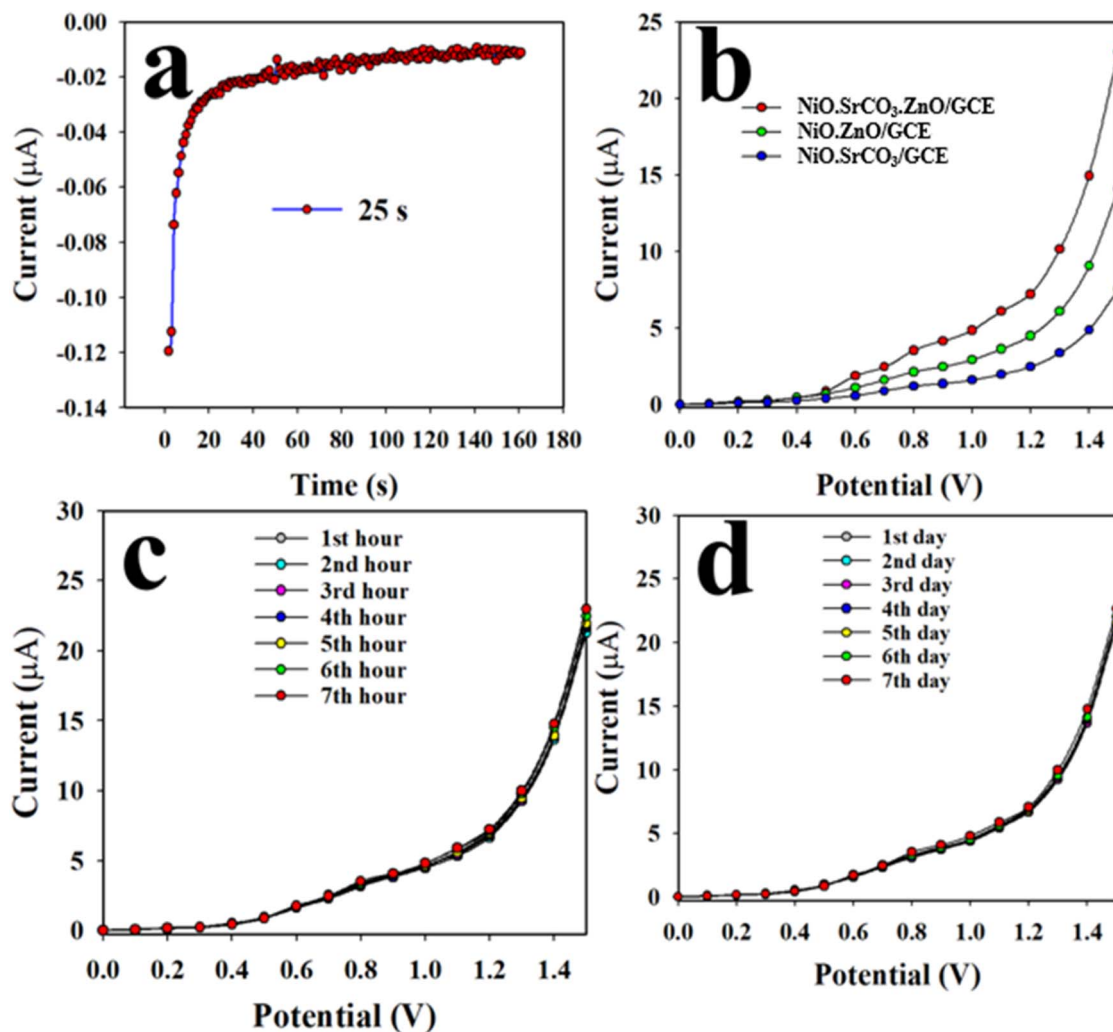 a
0.00
-0.02
-0.04
-0.06
-0.08
-0.10
-0.12
-0.14
Current (µA)
25 s
0 20 40 60 80 100 120 140 160 180
Time (s)
b
25
20
15
10
5
0
Current (µA)
NiO.SrCO₃.ZnO/GCE
NiO.ZnO/GCE
NiO.SrCO₃/GCE
0.0 0.2 0.4 0.6 0.8 1.0 1.2 1.4
Potential (V)
c
30
25
20
15
10
5
0
Current (µA)
1st hour
2nd hour
3rd hour
4th hour
5th hour
6th hour
7th hour
0.0 0.2 0.4 0.6 0.8 1.0 1.2 1.4
Potential (V)
d
30
25
20
15
10
5
0
Current (µA)
1st day
2nd day
3rd day
4th day
5th day
6th day
7th day
0.0 0.2 0.4 0.6 0.8 1.0 1.2 1.4
Potential (V)